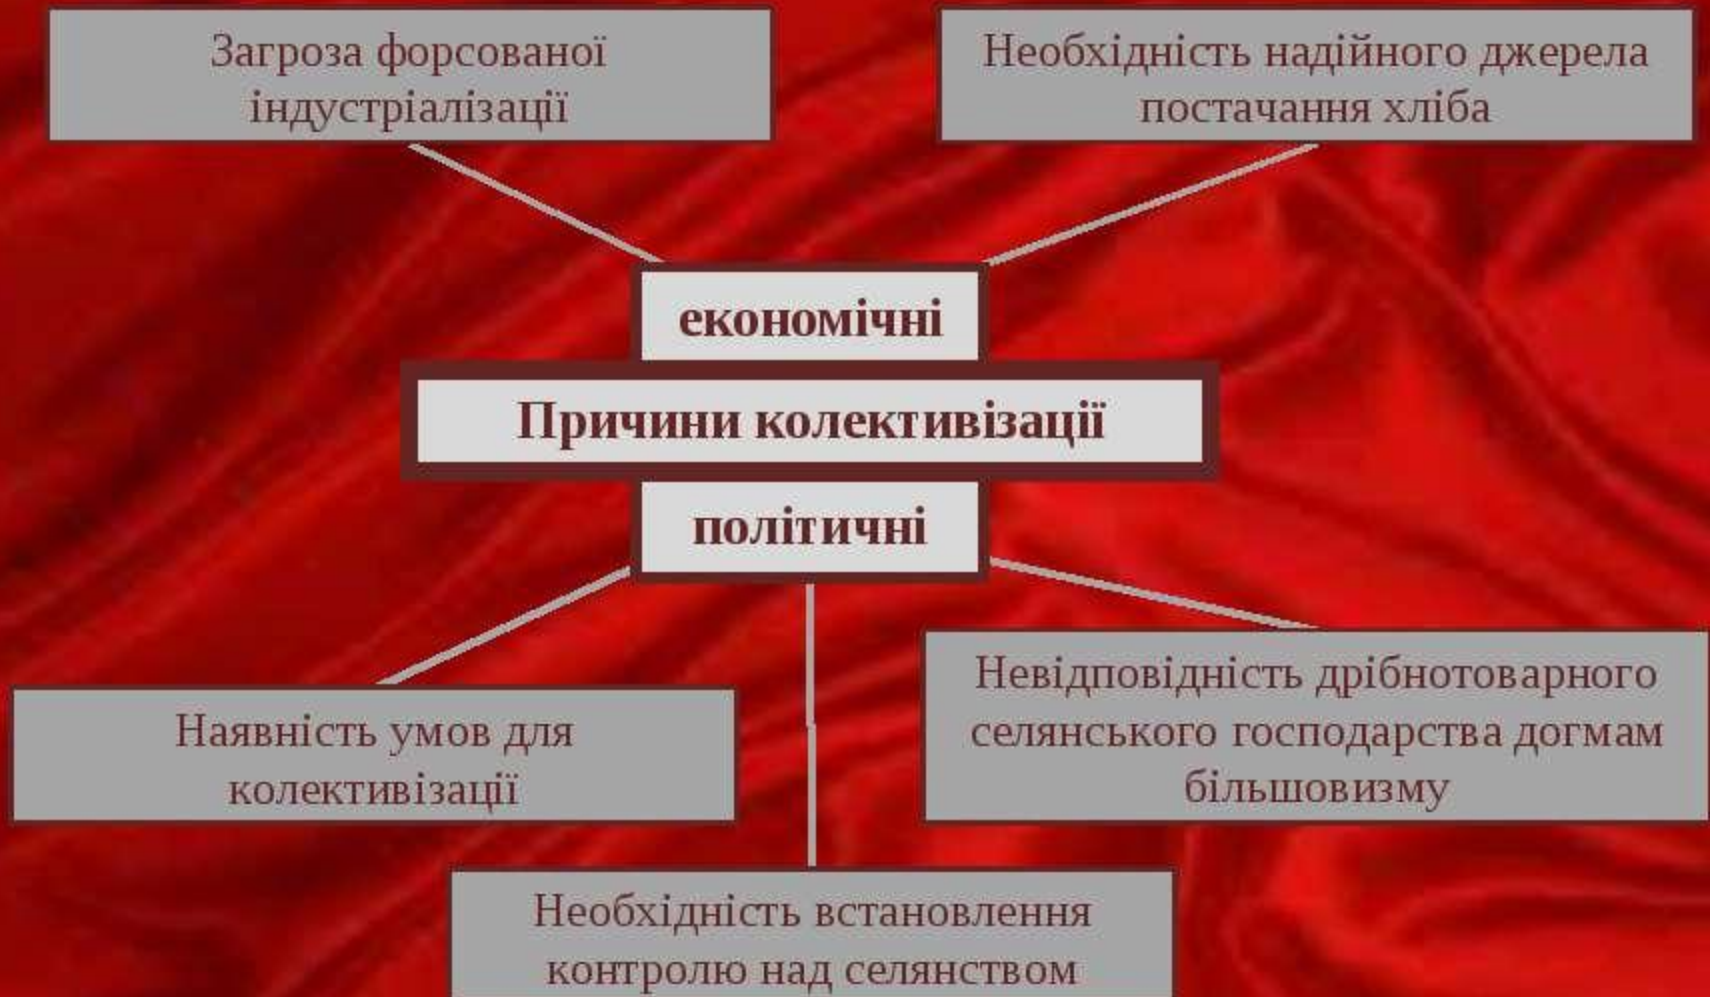 Загроза форсованої
індустріалізації
Необхідність надійного джерела
постачання хліба
економічні
Причини колективізації
політичні
Наявність умов для
колективізації
Невідповідність дрібнотоварного
селянського господарства догмам
більшовизму
Необхідність встановлення
контролю над селянством